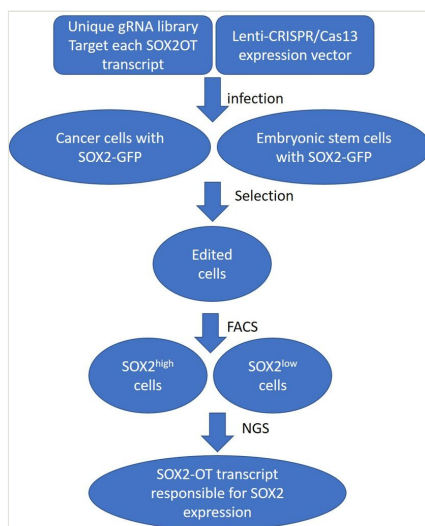 Unique gRNA library
Target each SOX2OT
transcript
Lenti-CRISPR/Cas13
expression vector
infection
Cancer cells with
SOX2-GFP
Embryonic stem cells
with SOX2-GFP
Selection
Edited
cells
FACS
SOX2high
cells
SOX2low
cells
NGS
SOX2-OT transcript
responsible for SOX2
expression